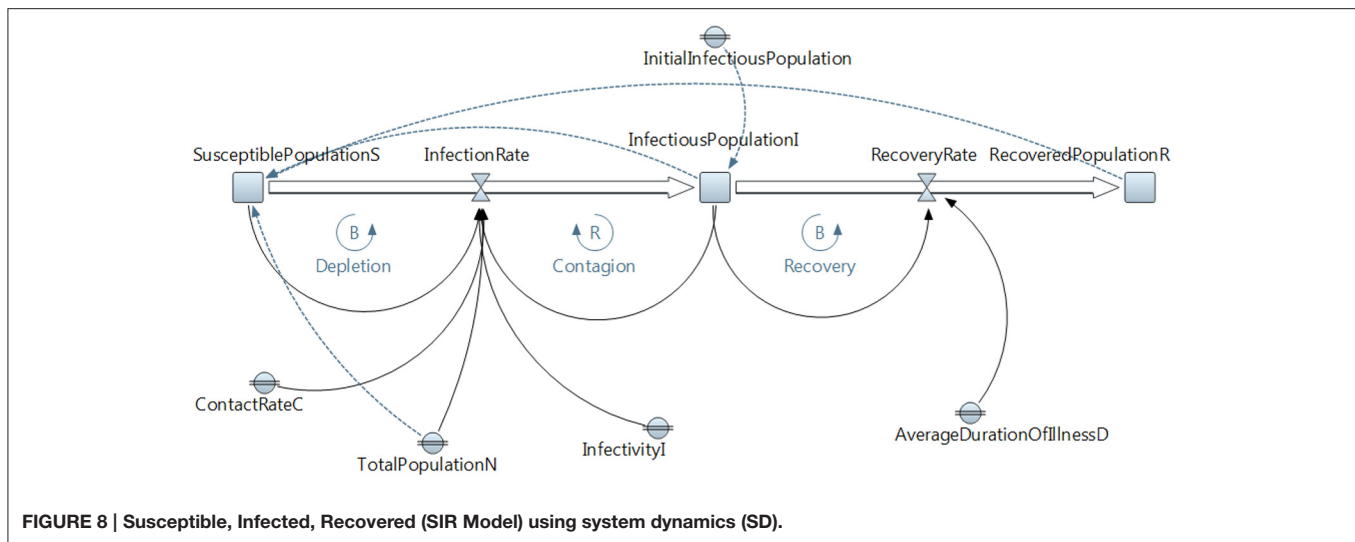 InitialInfectiousPopulation
InfectiousPopulationI
SusceptiblePopulationS
InfectionRate
RecoveryRate
RecoveredPopulationR
B
R
B
Depletion
Contagion
Recovery
ContactRateC
TotalPopulationN
InfectivityI
AverageDurationOfIllnessD
FIGURE 8 | Susceptible, Infected, Recovered (SIR Model) using system dynamics (SD).